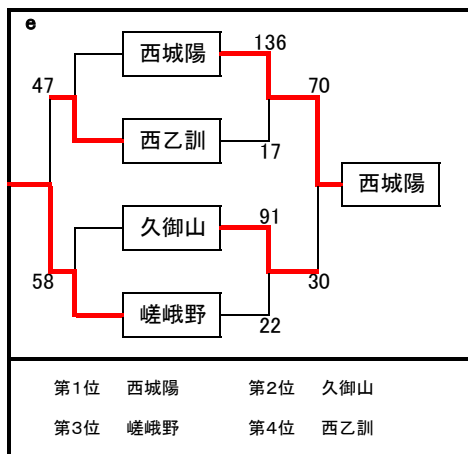 e
西城陽 136
47 70
西乙訓 17
西城陽
久御山 91
58 30
嵯峨野 22
第1位 西城陽 第2位 久御山
第3位 嵯峨野 第4位 西乙訓